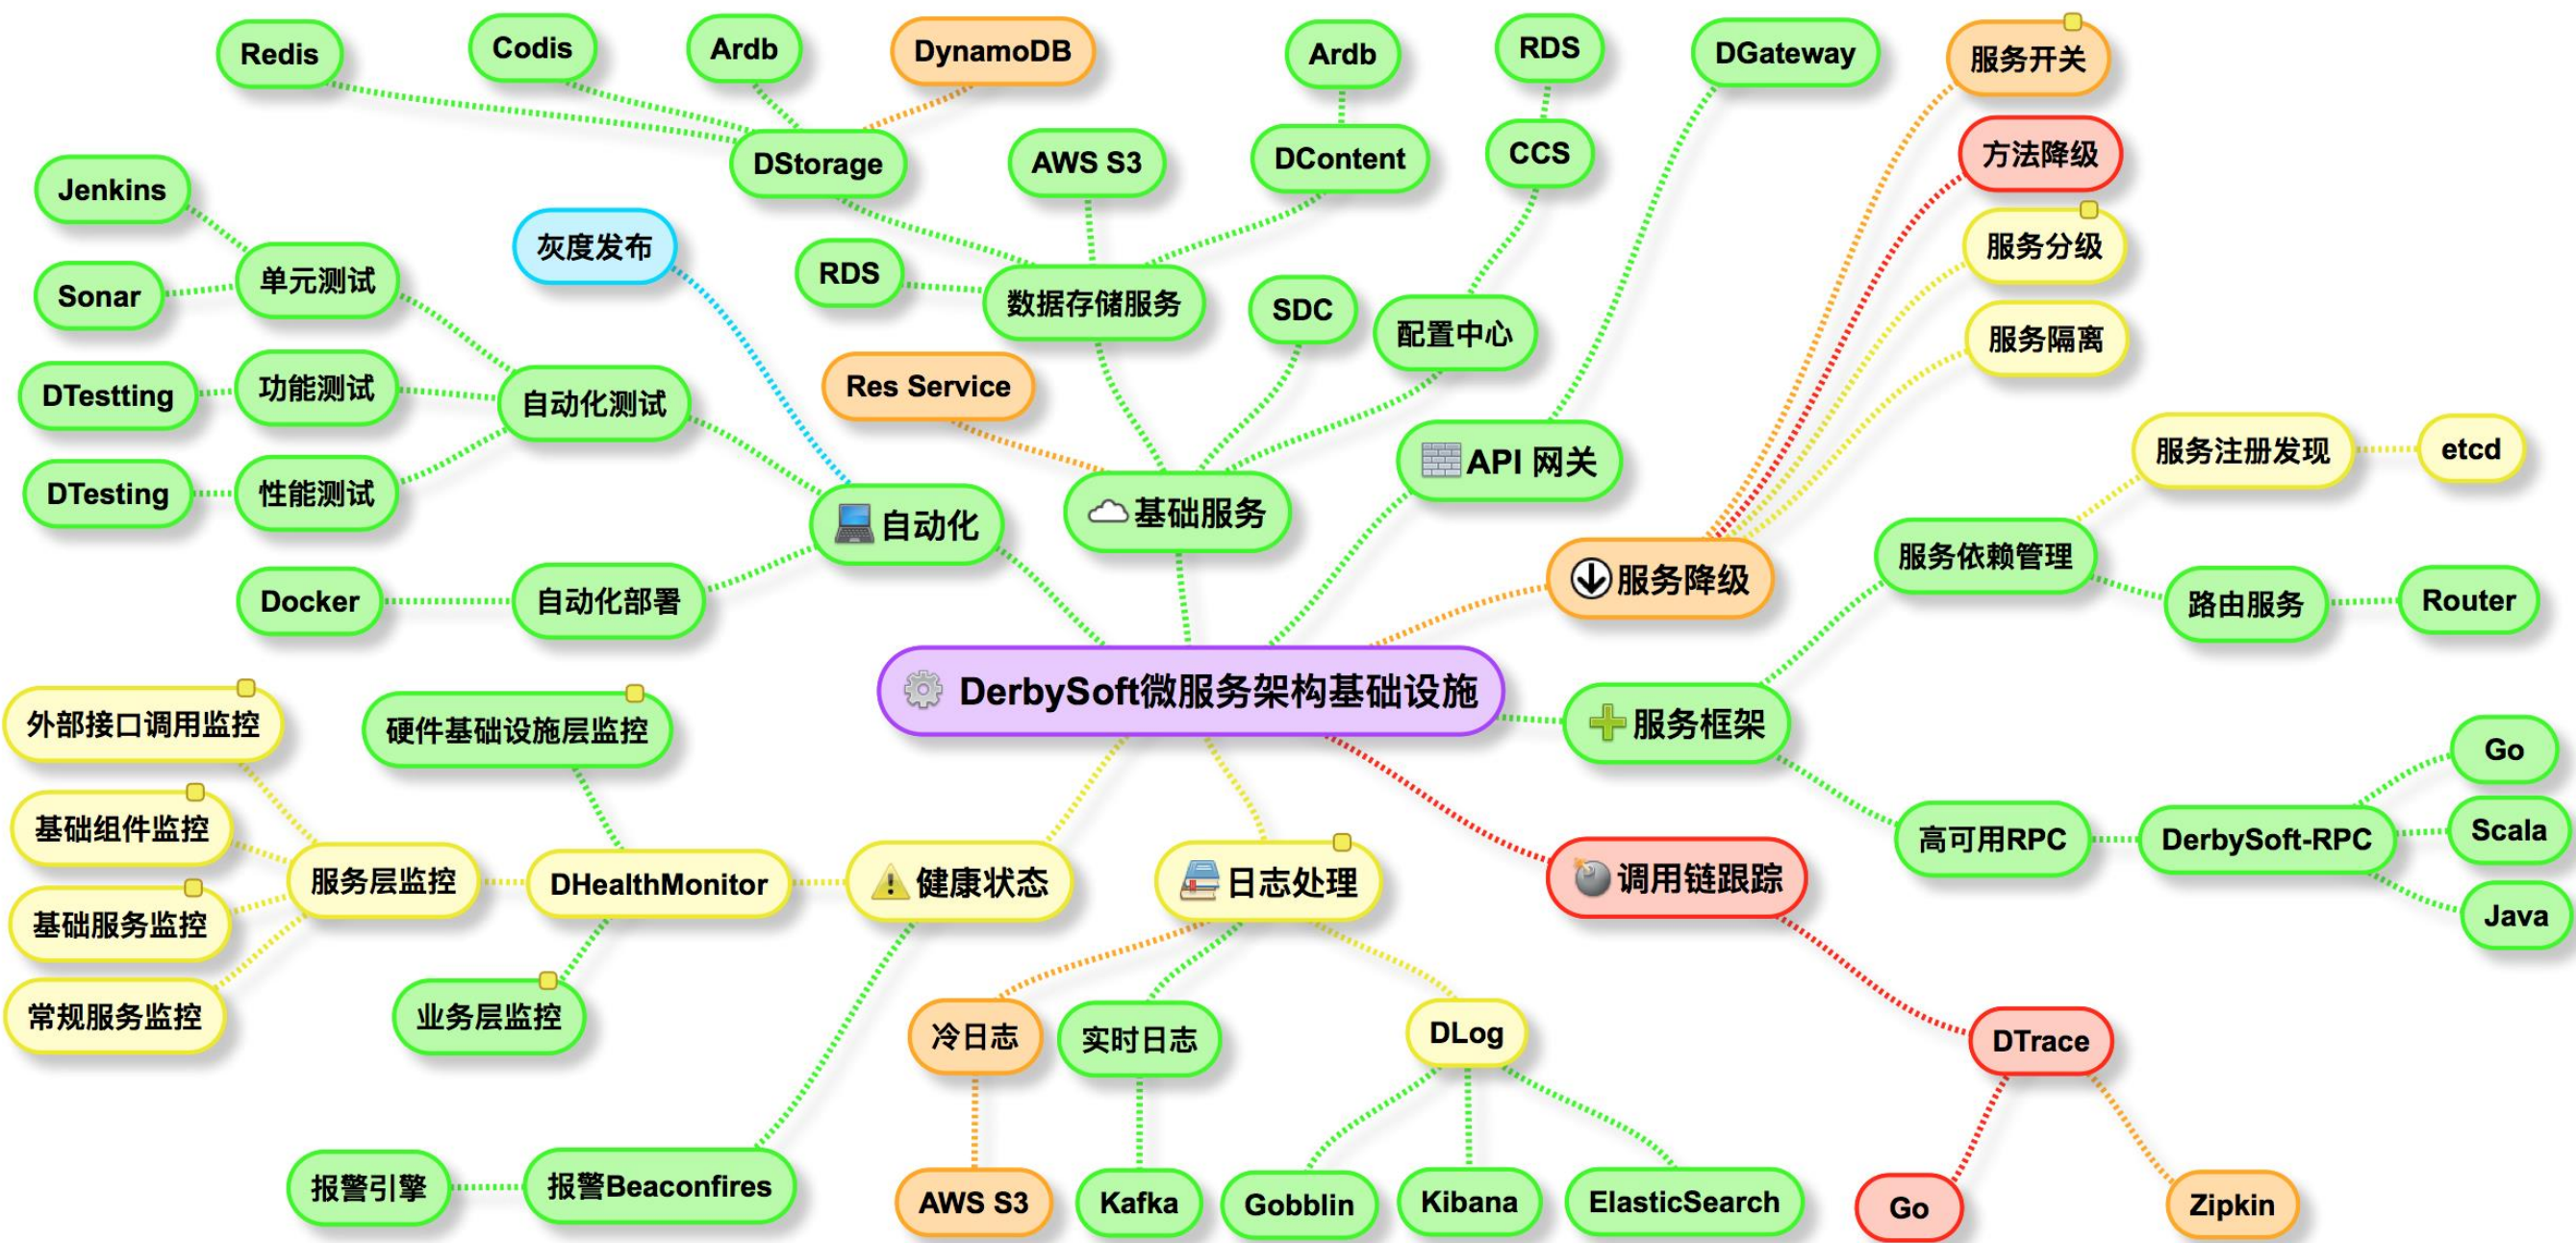 Redis
Codis
Ardb
DynamoDB
Ardb
RDS
DGateway
服务开关
Jenkins
DStorage
AWS S3
DContent
CCS
方法降级
Sonar
单元测试
灰度发布
RDS
数据存储服务
SDC
配置中心
服务分级
服务隔离
DTestting
功能测试
自动化测试
Res Service
API 网关
服务注册发现
etcd
DTesting
性能测试
自动化
基础服务
服务降级
服务依赖管理
Docker
自动化部署
路由服务
Router
DerbySoft微服务架构基础设施
外部接口调用监控
硬件基础设施层监控
服务框架
Go
基础组件监控
服务层监控
DHealthMonitor
健康状态
日志处理
调用链跟踪
高可用RPC
DerbySoft-RPC
Scala
Java
基础服务监控
常规服务监控
业务层监控
冷日志
实时日志
DLog
DTrace
报警引擎
报警Beaconfires
AWS S3
Kafka
Gobblin
Kibana
ElasticSearch
Go
Zipkin